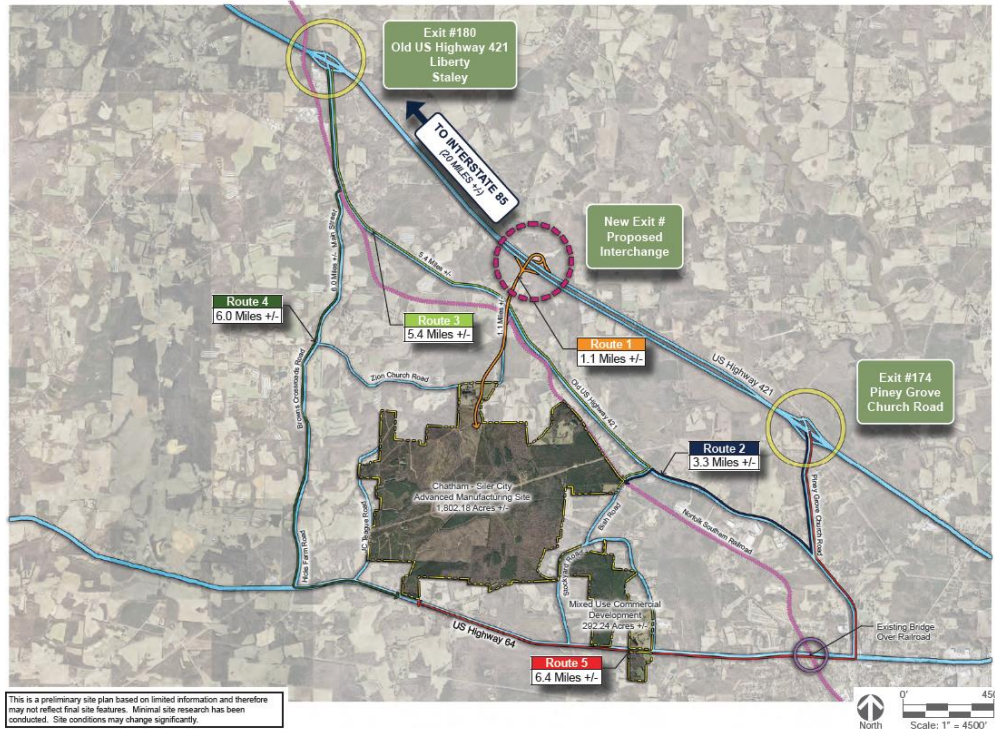 Exit #180
Old US Highway 421
Liberty
Staley
TO INTERSTATE 85
(20 MILES +/-)
New Exit #
Proposed
Interchange
6.0 Miles +/- Main Street
5.4 Miles +/-
1.1 Miles +/-
Route 4
6.0 Miles +/-
Route 3
5.4 Miles +/-
Route 1
1.1 Miles +/-
US Highway 421
Exit #174
Piney Grove
Church Road
Zion Church Road
Browns Crossroads Road
Old US Highway 421
Route 2
3.3 Miles +/-
Chatham - Siler City
Advanced Manufacturing Site
1,802.18 Acres +/-
Piney Grove Church Road
Norfolk Southern Railroad
Bish Road
JC Teague Road
Stockyard Road
Hicks Farm Road
Mixed Use Commercial
Development
292.24 Acres +/-
US Highway 64
Existing Bridge
Over Railroad
Route 5
6.4 Miles +/-
This is a preliminary site plan based on limited information and therefore
may not reflect final site features. Minimal site research has been
conducted. Site conditions may change significantly.
North
0'
450
Scale: 1" = 4500'